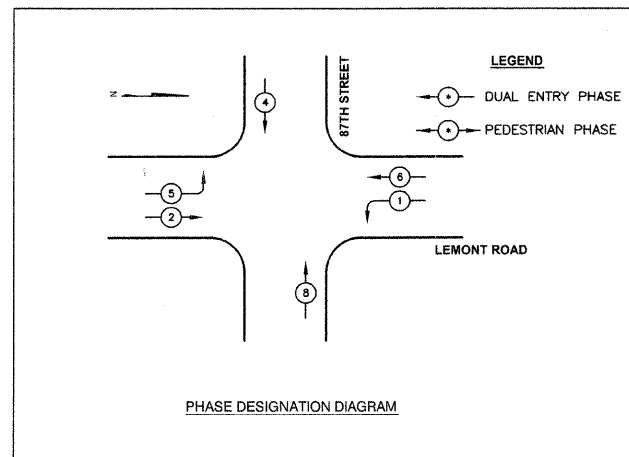 LEGEND
* DUAL ENTRY PHASE
* PEDESTRIAN PHASE
87TH STREET
N
4
5
2
6
1
LEMONT ROAD
8
PHASE DESIGNATION DIAGRAM